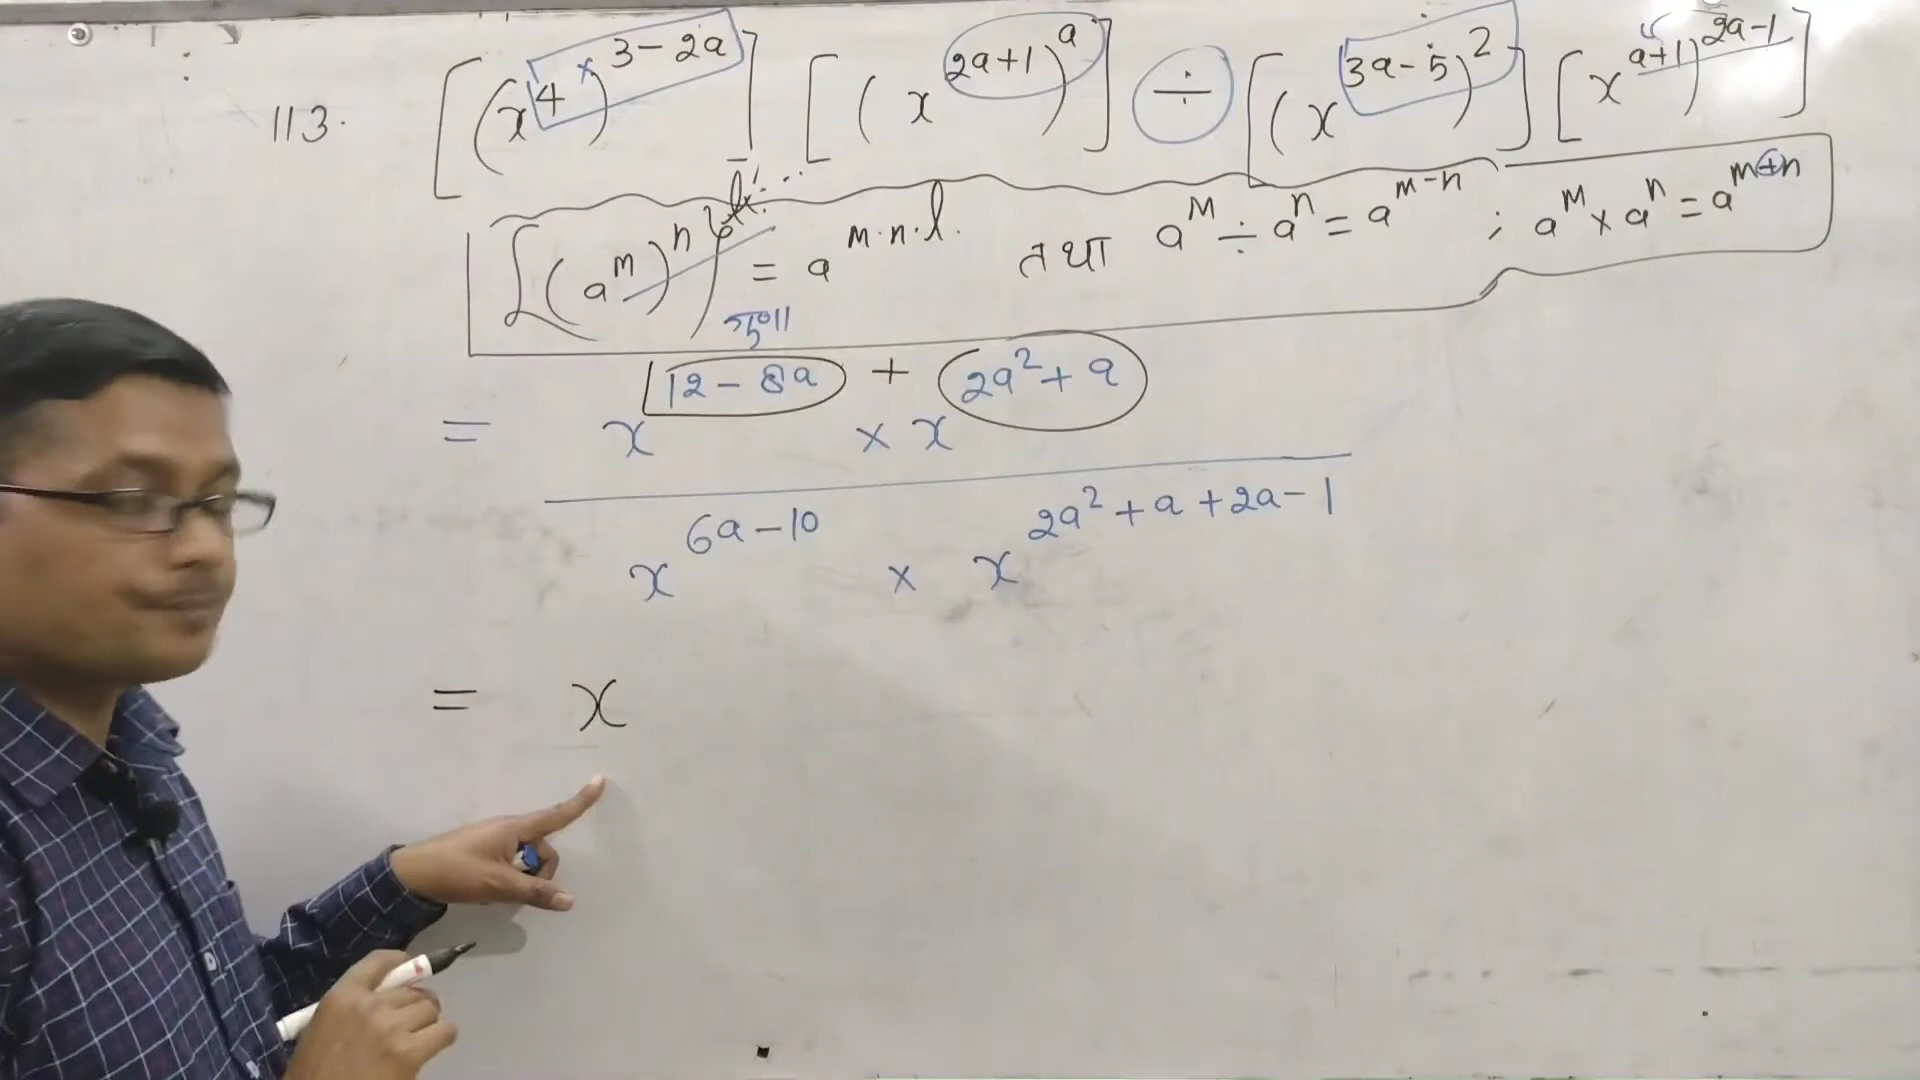 113. [(x^4)^{3-2a}] [(x^{2a+1})^a] ÷ [(x^{3a-5})^2] [x^{a+1})^{2a-1}]
[(a^m)^n)^l = a^{m·n·l}. तथा a^m ÷ a^n = a^{m-n} ; a^m × a^n = a^{m+n}
गुणा
= x^{12-8a} × x^{2a^2+a}
+
x^{6a-10} × x^{2a^2+a+2a-1}
= x